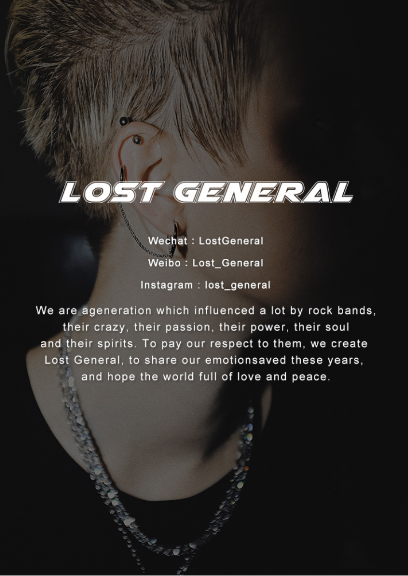 LOST GENERAL
Wechat : LostGeneral
Weibo : Lost_General
Instagram : lost_general
We are ageneration which influenced a lot by rock bands,
their crazy, their passion, their power, their soul
and their spirits. To pay our respect to them, we create
Lost General, to share our emotionsaved these years,
and hope the world full of love and peace.